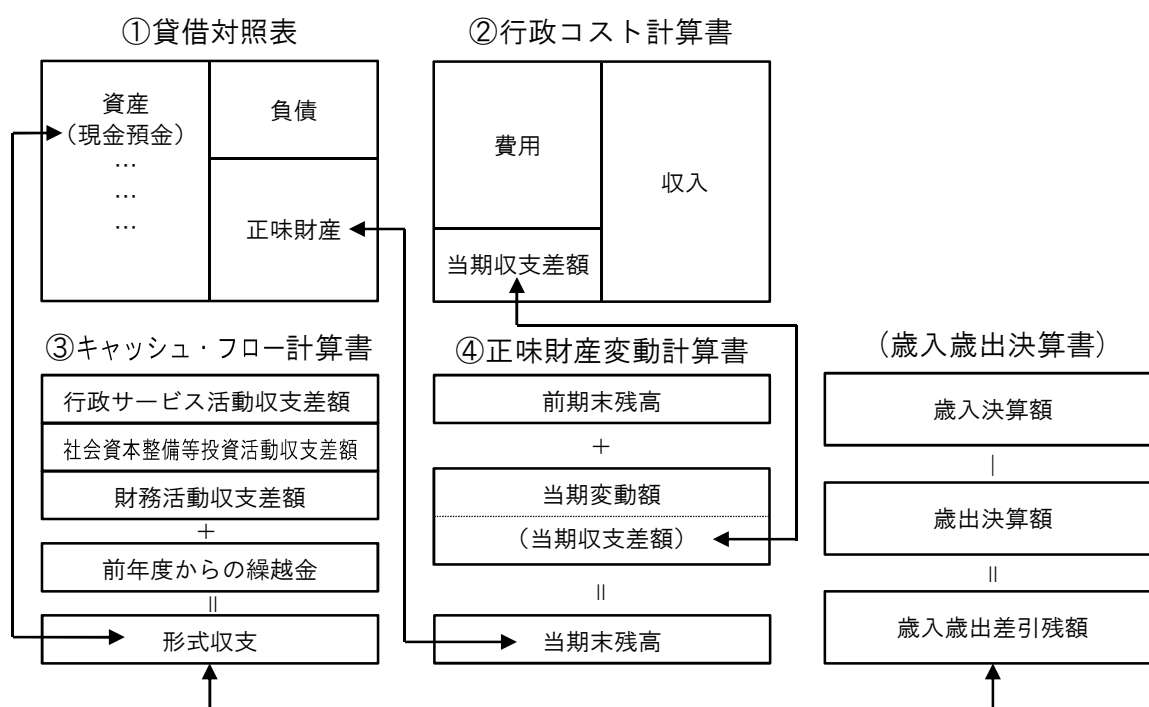 ①貸借対照表
資産
(現金預金)
…
…
…
負債
正味財産
②行政コスト計算書
費用
当期収支差額
収入
③キャッシュ・フロー計算書
行政サービス活動収支差額
社会資本整備等投資活動収支差額
財務活動収支差額
+
前年度からの繰越金
=
形式収支
④正味財産変動計算書
前期末残高
+
当期変動額
(当期収支差額)
=
当期末残高
(歳入歳出決算書)
歳入決算額
-
歳出決算額
=
歳入歳出差引残額